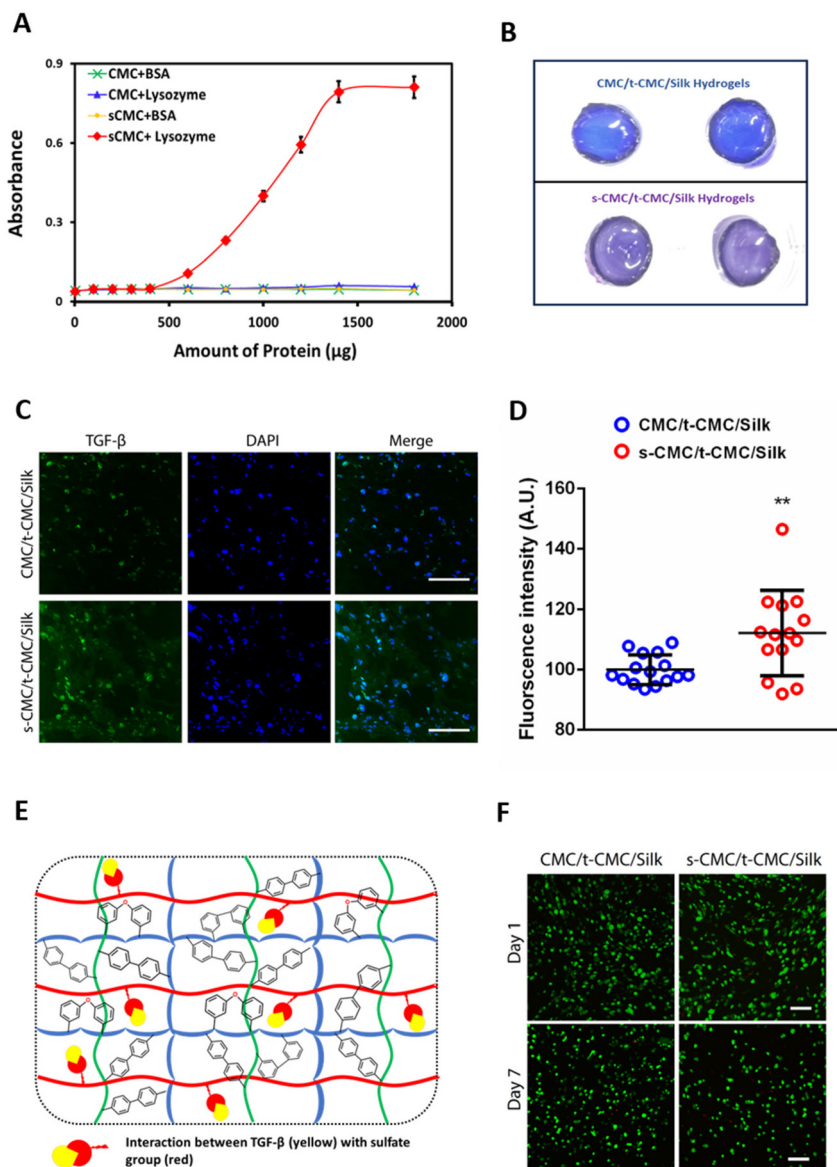 A
0.9
0.6
0.3
0
Absorbance
CMC+BSA
CMC+Lysozyme
sCMC+BSA
sCMC+ Lysozyme
0 500 1000 1500 2000
Amount of Protein (µg)
B
CMC/t-CMC/Silk Hydrogels
s-CMC/t-CMC/Silk Hydrogels
C
TGF-β DAPI Merge
CMC/t-CMC/Silk
s-CMC/t-CMC/Silk
D
CMC/t-CMC/Silk
s-CMC/t-CMC/Silk
Fluorescence intensity (A.U.)
160
140
120
100
80
**
E
O
O
O
O
Interaction between TGF-β (yellow) with sulfate
group (red)
F
CMC/t-CMC/Silk s-CMC/t-CMC/Silk
Day 1
Day 7